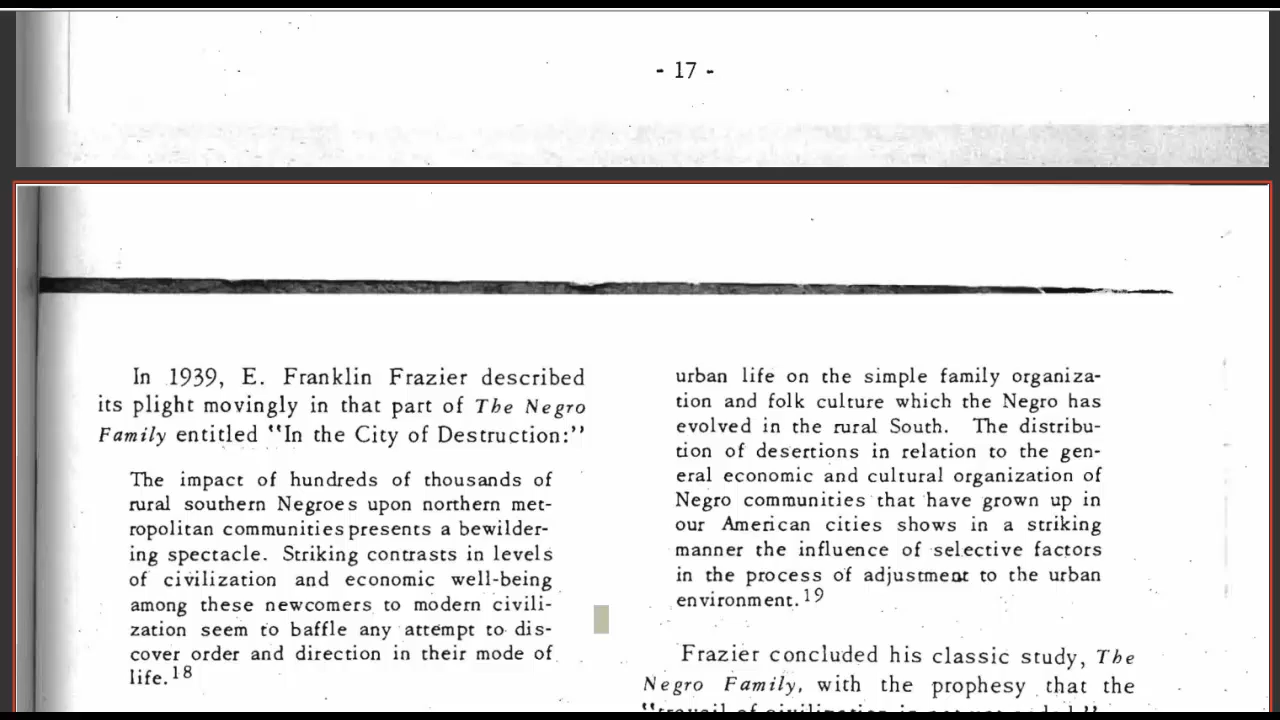 - 17 -
In 1939, E. Franklin Frazier described
its plight movingly in that part of The Negro
Family entitled "In the City of Destruction:"
The impact of hundreds of thousands of
rural southern Negroes upon northern met-
ropolitan communities presents a bewilder-
ing spectacle. Striking contrasts in levels
of civilization and economic well-being
among these newcomers to modern civili-
zation seem to baffle any attempt to dis-
cover order and direction in their mode of
life.18
urban life on the simple family organiza-
tion and folk culture which the Negro has
evolved in the rural South. The distribu-
tion of desertions in relation to the gen-
eral economic and cultural organization of
Negro communities that have grown up in
our American cities shows in a striking
manner the influence of selective factors
in the process of adjustment to the urban
environment.19
Frazier concluded his classic study, The
Negro Family, with the prophesy that the
"travail of civilization is not yet ended."